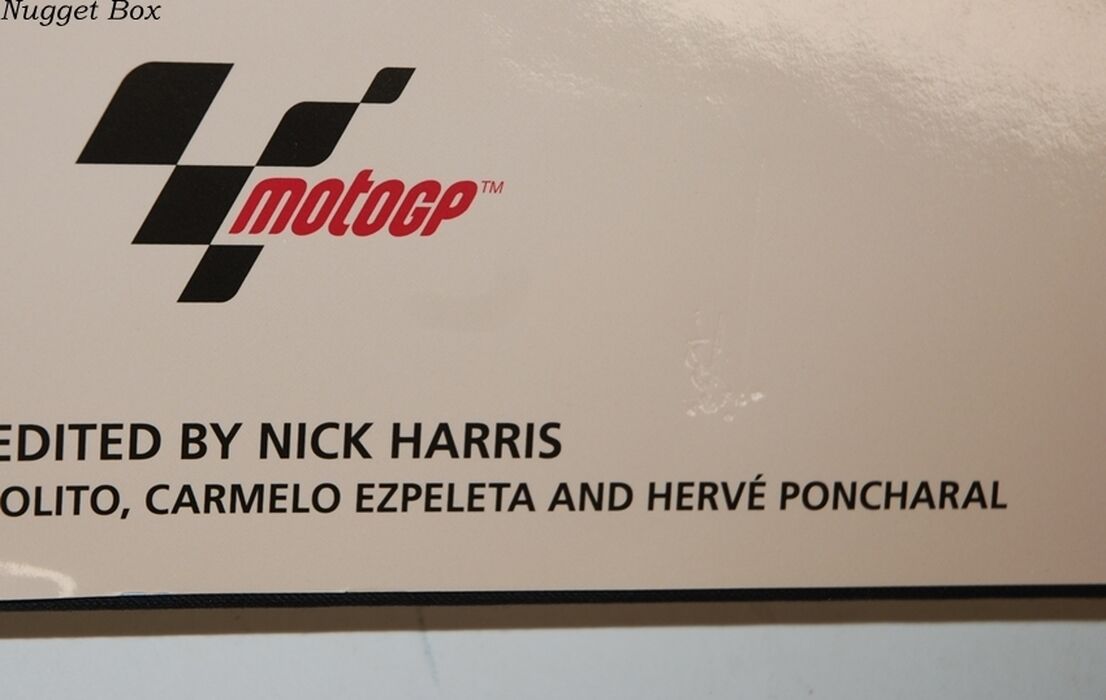 Nugget Box
motoGP™
EDITED BY NICK HARRIS
OLITO, CARMELO EZPELETA AND HERVÉ PONCHARAL